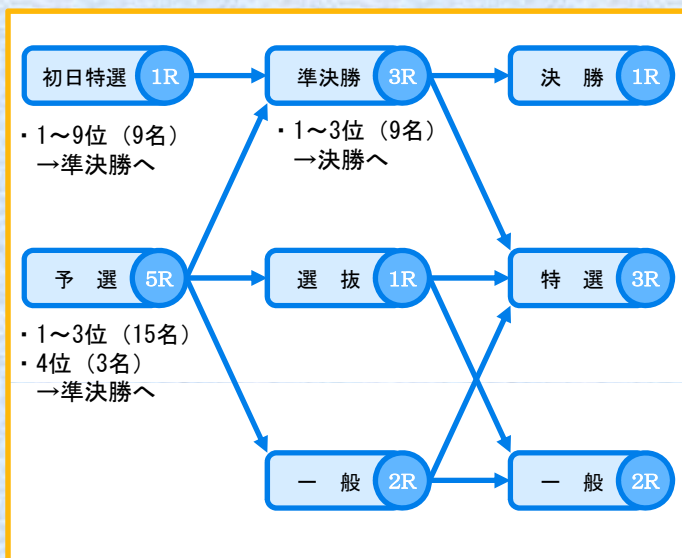 初日特選 1R
準決勝 3R
決 勝 1R
・1～9位（9名）
→準決勝へ
・1～3位（9名）
→決勝へ
予 選 5R
選 抜 1R
特 選 3R
・1～3位（15名）
・4位（3名）
→準決勝へ
一 般 2R
一 般 2R